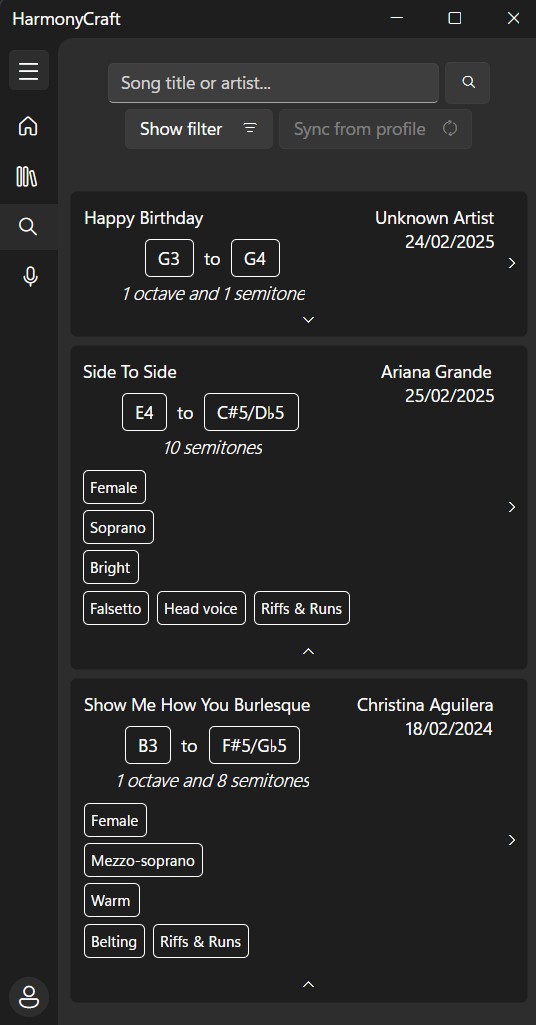 HarmonyCraft
Song title or artist...
Show filter Sync from profile
Happy Birthday Unknown Artist
24/02/2025
G3 to G4
1 octave and 1 semitone
Side To Side Ariana Grande
25/02/2025
E4 to C#5/D♭5
10 semitones
Female
Soprano
Bright
Falsetto Head voice Riffs & Runs
Show Me How You Burlesque Christina Aguilera
18/02/2024
B3 to F#5/G♭5
1 octave and 8 semitones
Female
Mezzo-soprano
Warm
Belting Riffs & Runs